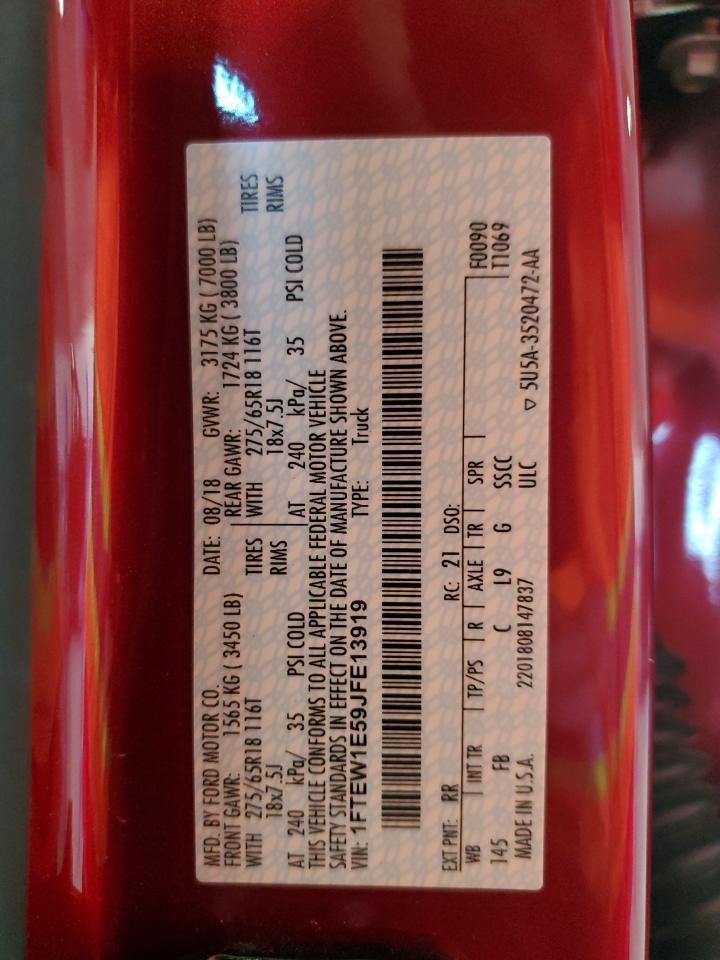 MFD. BY FORD MOTOR CO. DATE: 08/18 GVWR: 3175 KG ( 7000 LB)
FRONT GAWR: 1565 KG ( 3450 LB) REAR GAWR: 1724 KG ( 3800 LB)
WITH 275/65R18 116T TIRES WITH 275/65R18 116T TIRES
18x7.5J RIMS 18x7.5J RIMS
AT 240 kPa/ 35 PSI COLD AT 240 kPa/ 35 PSI COLD
THIS VEHICLE CONFORMS TO ALL APPLICABLE FEDERAL MOTOR VEHICLE
SAFETY STANDARDS IN EFFECT ON THE DATE OF MANUFACTURE SHOWN ABOVE.
VIN: 1FTEW1E59JFE13919 TYPE: Truck
EXT PNT: RR RC: 21 DSO:
WB INT TR TP/PS R AXLE TR SPR F0090
145 FB C L9 G SSCC T1069
MADE IN U.S.A. 2201808147837 ULC ▽ 5U5A-3520472-AA